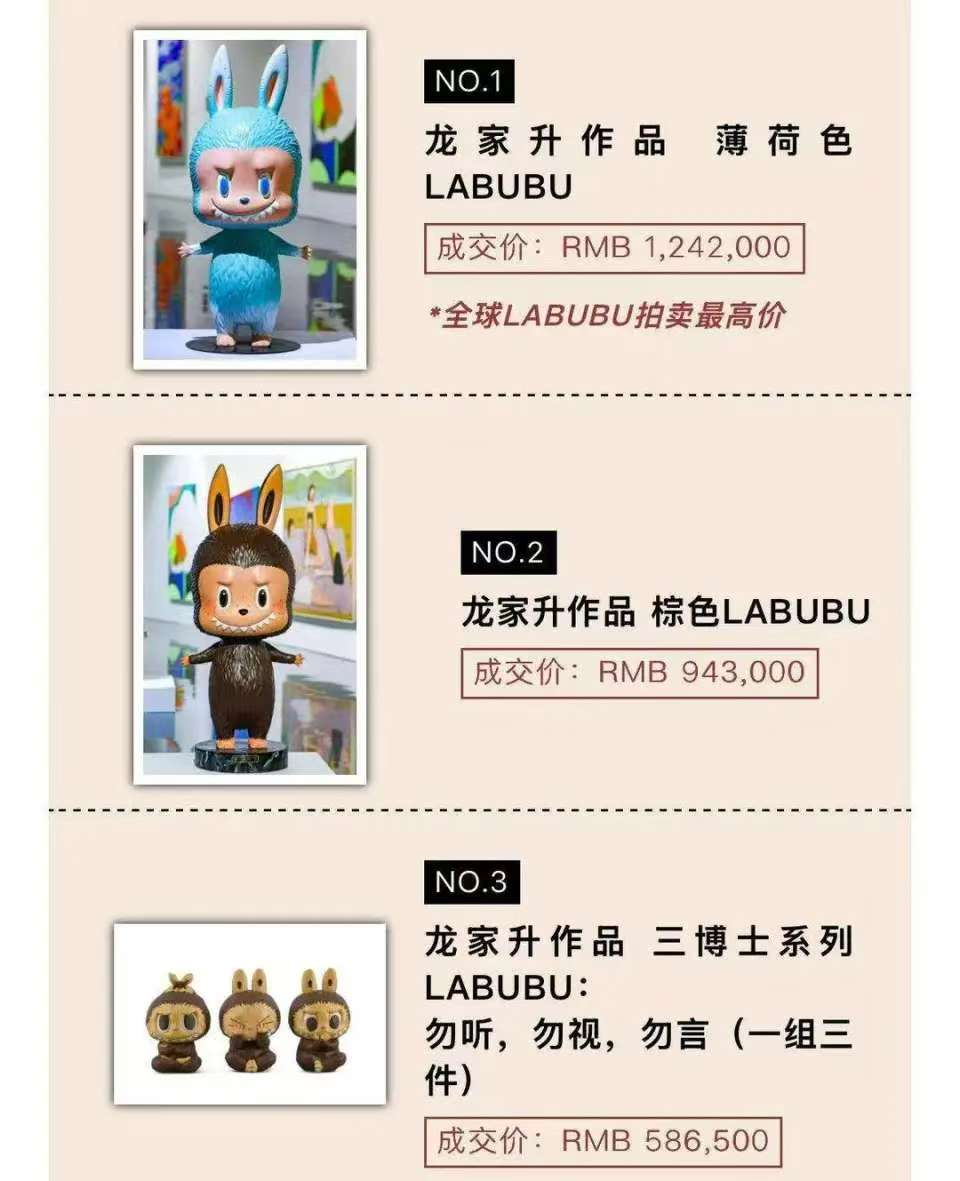 NO.1
龙家升作品 薄荷色
LABUBU
成交价：RMB 1,242,000
*全球LABUBU拍卖最高价
NO.2
龙家升作品 棕色LABUBU
成交价：RMB 943,000
NO.3
龙家升作品 三博士系列
LABUBU：
勿听，勿视，勿言（一组三
件）
成交价：RMB 586,500